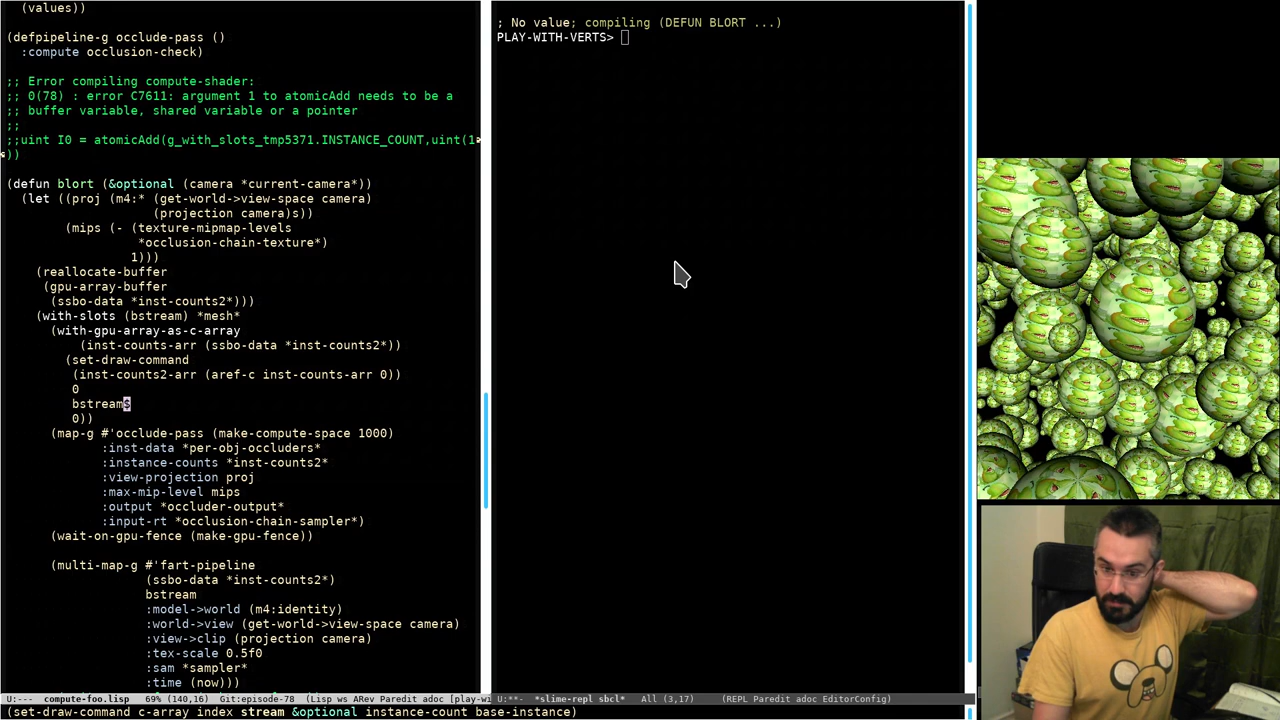 (values))
(defpipeline-g occlude-pass ()
:compute occlusion-check)
;; Error compiling compute-shader:
;; 0(78) : error C7611: argument 1 to atomicAdd needs to be a
;; buffer variable, shared variable or a pointer
;;
;;uint I0 = atomicAdd(g_with_slots_tmp5371.INSTANCE_COUNT,uint(1
))
(defun blort (&optional (camera *current-camera*))
(let ((proj (m4:* (get-world->view-space camera)
(projection camera)s))
(mips (- (texture-mipmap-levels
*occlusion-chain-texture*)
1)))
(reallocate-buffer
(gpu-array-buffer
(ssbo-data *inst-counts2*)))
(with-slots (bstream) *mesh*
(with-gpu-array-as-c-array
(inst-counts-arr (ssbo-data *inst-counts2*))
(set-draw-command
(inst-counts2-arr (aref-c inst-counts-arr 0))
0
bstreams
0))
(map-g #'occlude-pass (make-compute-space 1000)
:inst-data *per-obj-occluders*
:instance-counts *inst-counts2*
:view-projection proj
:max-mip-level mips
:output *occluder-output*
:input-rt *occlusion-chain-sampler*)
(wait-on-gpu-fence (make-gpu-fence))
(multi-map-g #'fart-pipeline
(ssbo-data *inst-counts2*)
bstream
:model->world (m4:identity)
:world->view (get-world->view-space camera)
:view->clip (projection camera)
:tex-scale 0.5f0
:sam *sampler*
:time (now)))
U:--- compute-foo.lisp 69% (140,16) Git:episode-78 (Lisp ws ARev Paredit adoc [play-wi
(set-draw-command c-array index stream &optional instance-count base-instance)
; No value; compiling (DEFUN BLORT ...)
PLAY-WITH-VERTS>
U:**- *slime-repl sbcl* All (3,17) (REPL Paredit adoc EditorConfig)